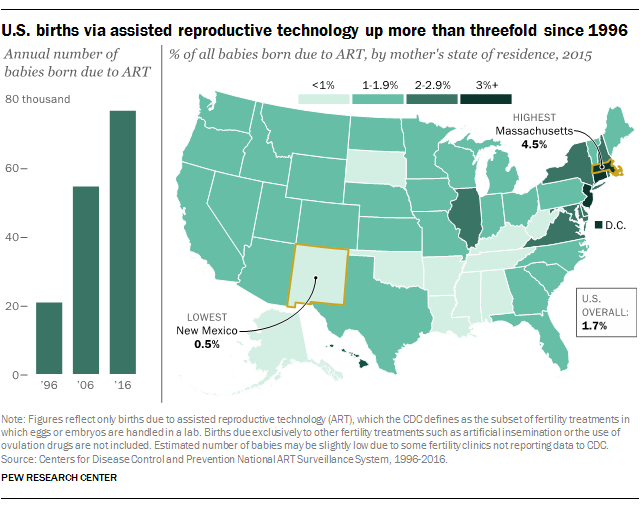 U.S. births via assisted reproductive technology up more than threefold since 1996
Annual number of
babies born due to ART
80 thousand
60
40
20
0
'96
'06
'16
% of all babies born due to ART, by mother's state of residence, 2015
<1%
1-1.9%
2-2.9%
3%+
HIGHEST
Massachusetts
4.5%
D.C.
U.S.
OVERALL:
1.7%
LOWEST
New Mexico
0.5%
Note: Figures reflect only births due to assisted reproductive technology (ART), which the CDC defines as the subset of fertility treatments in
which eggs or embryos are handled in a lab. Births due exclusively to other fertility treatments such as artificial insemination or the use of
ovulation drugs are not included. Estimated number of babies may be slightly low due to some fertility clinics not reporting data to CDC.
Source: Centers for Disease Control and Prevention National ART Surveillance System, 1996-2016.
PEW RESEARCH CENTER